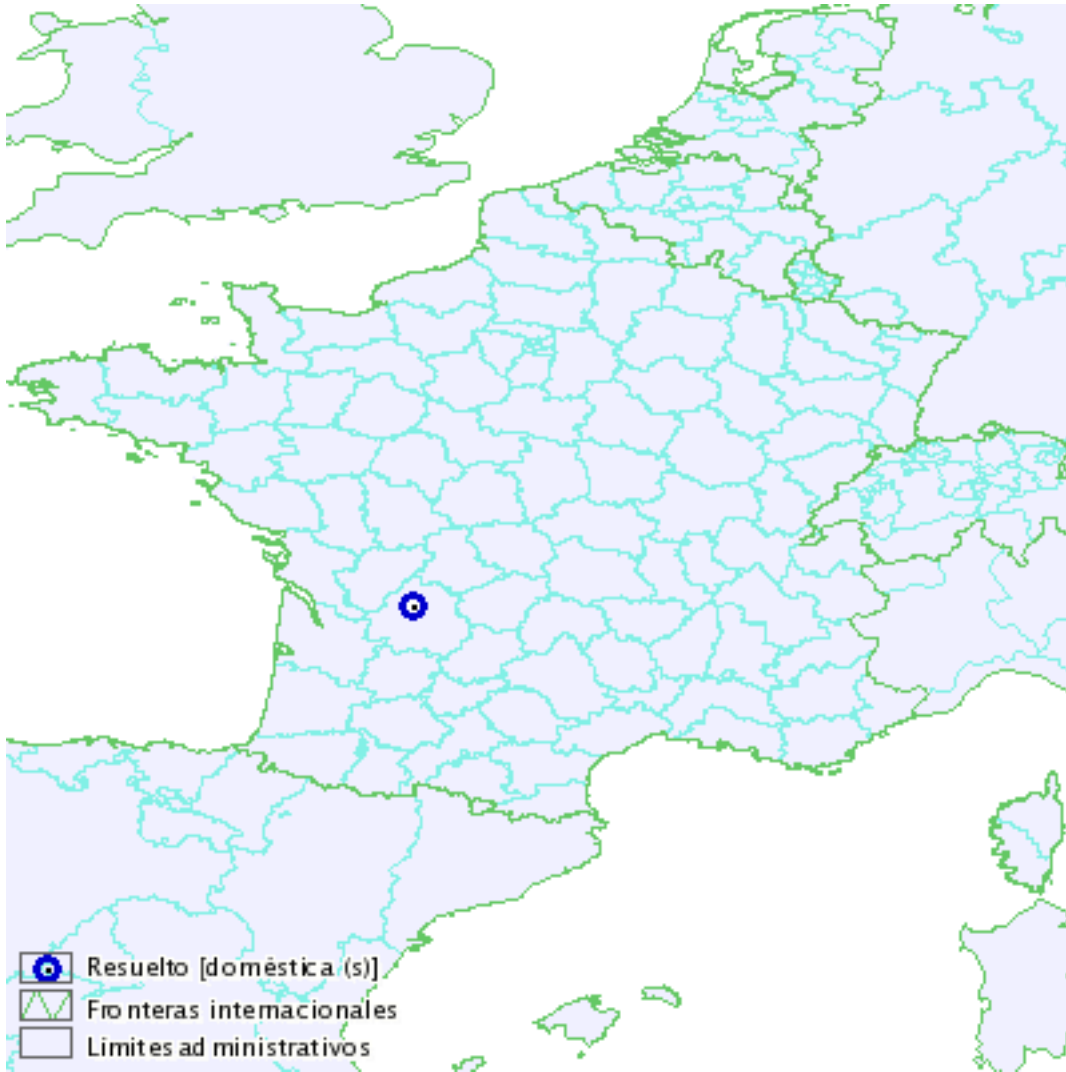 Resuelto [doméstica (s)]
Fronteras internacionales
Límites administrativos